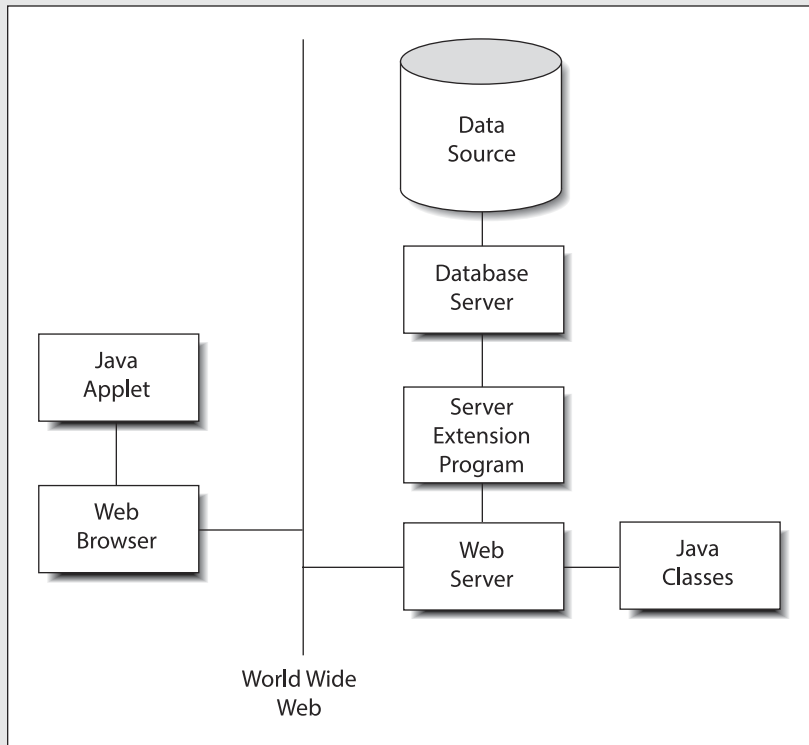 Data
Source
Database
Server
Java
Applet
Server
Extension
Program
Web
Browser
Web
Server
Java
Classes
World Wide
Web